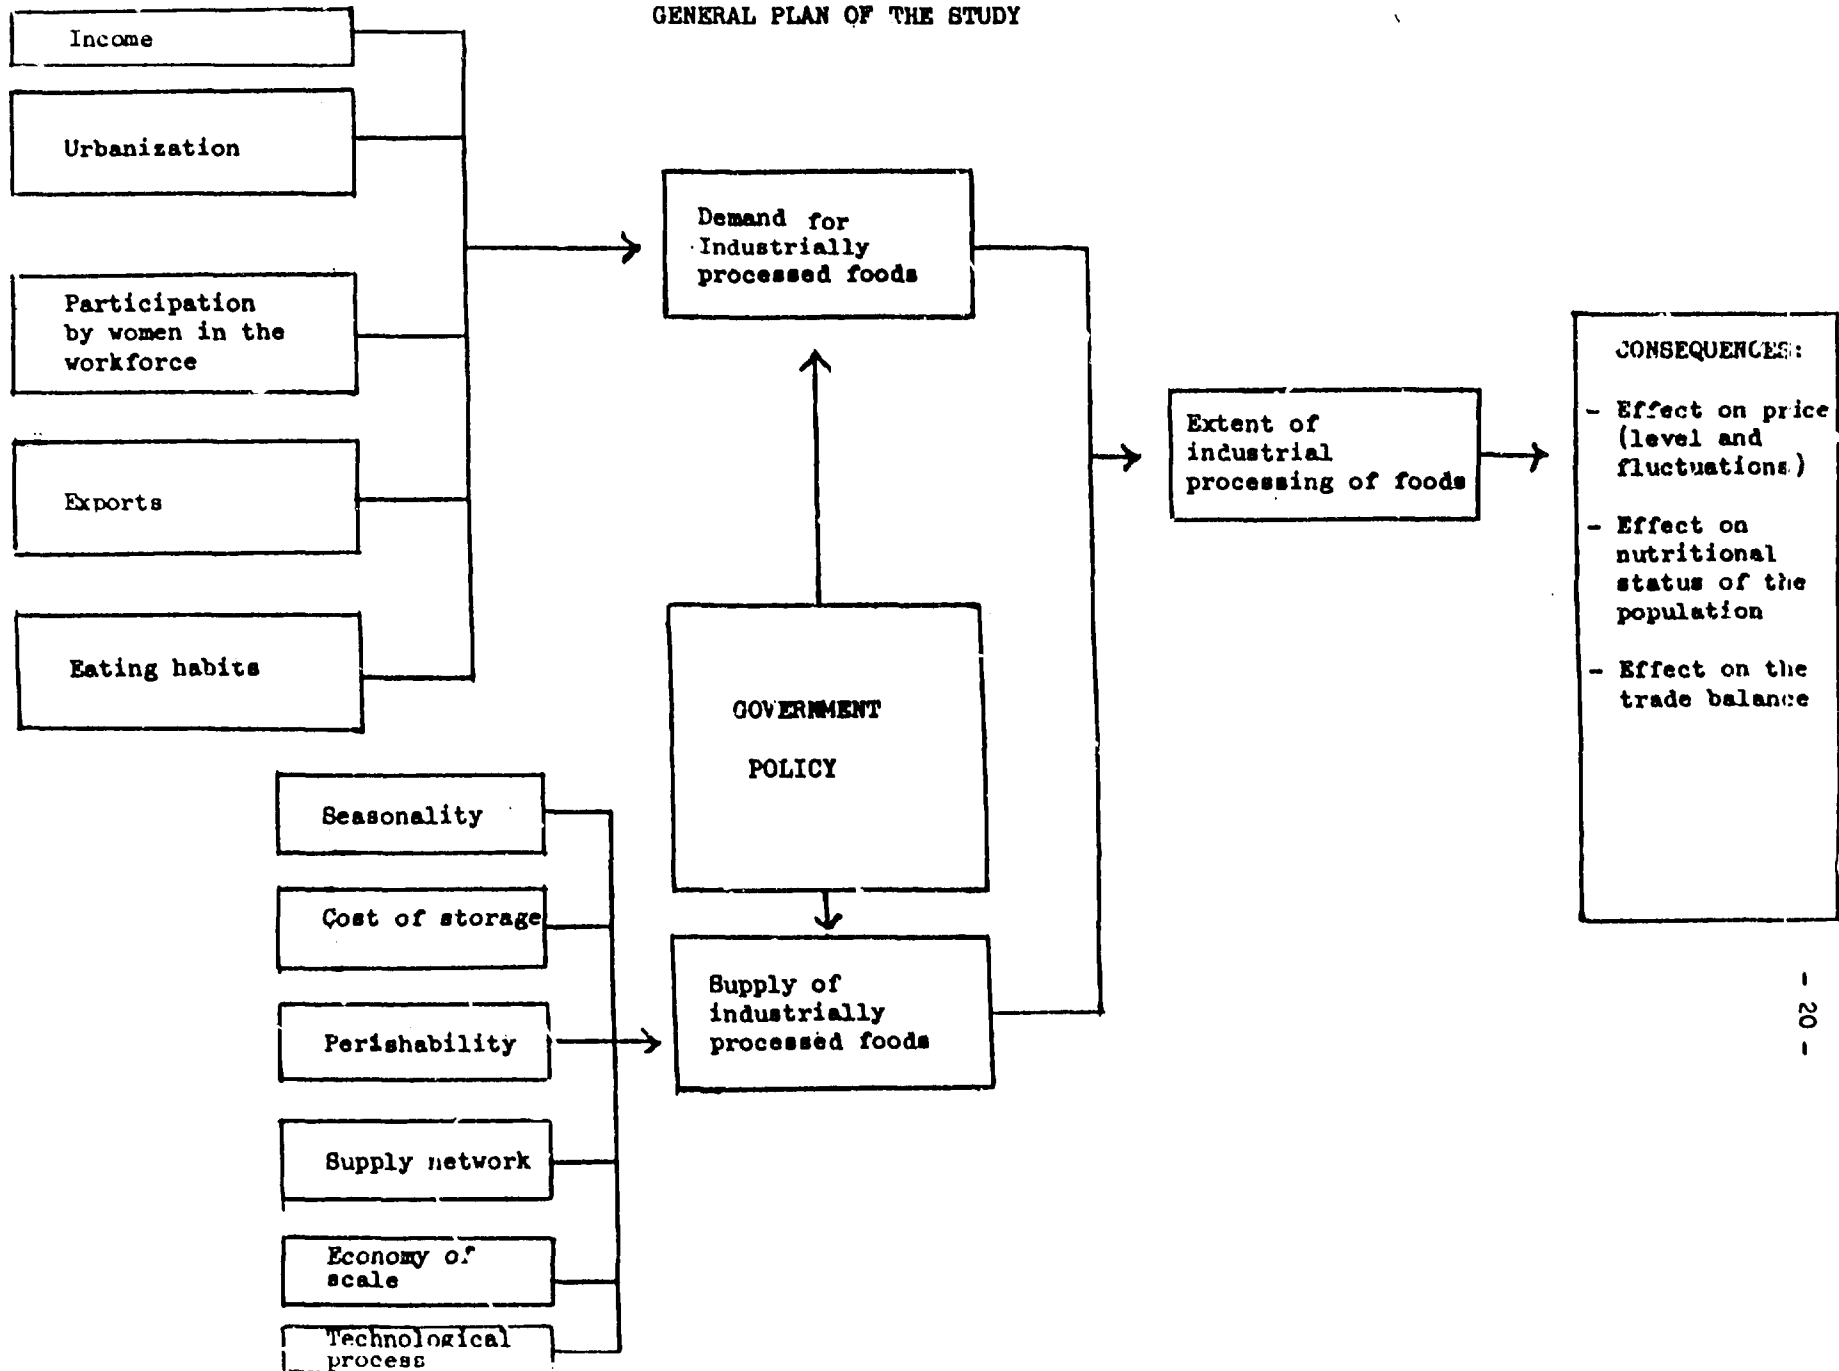 GENERAL PLAN OF THE STUDY
Income
Urbanization
Participation
by women in the
workforce
Exports
Eating habits
Demand for
Industrially
processed foods
GOVERNMENT
POLICY
Seasonality
Cost of storage
Perishability
Supply network
Economy of
scale
Technological
process
Supply of
industrially
processed foods
Extent of
industrial
processing of foods
CONSEQUENCES:
- Effect on price
(level and
fluctuations)
- Effect on
nutritional
status of the
population
- Effect on the
trade balance
- 20 -